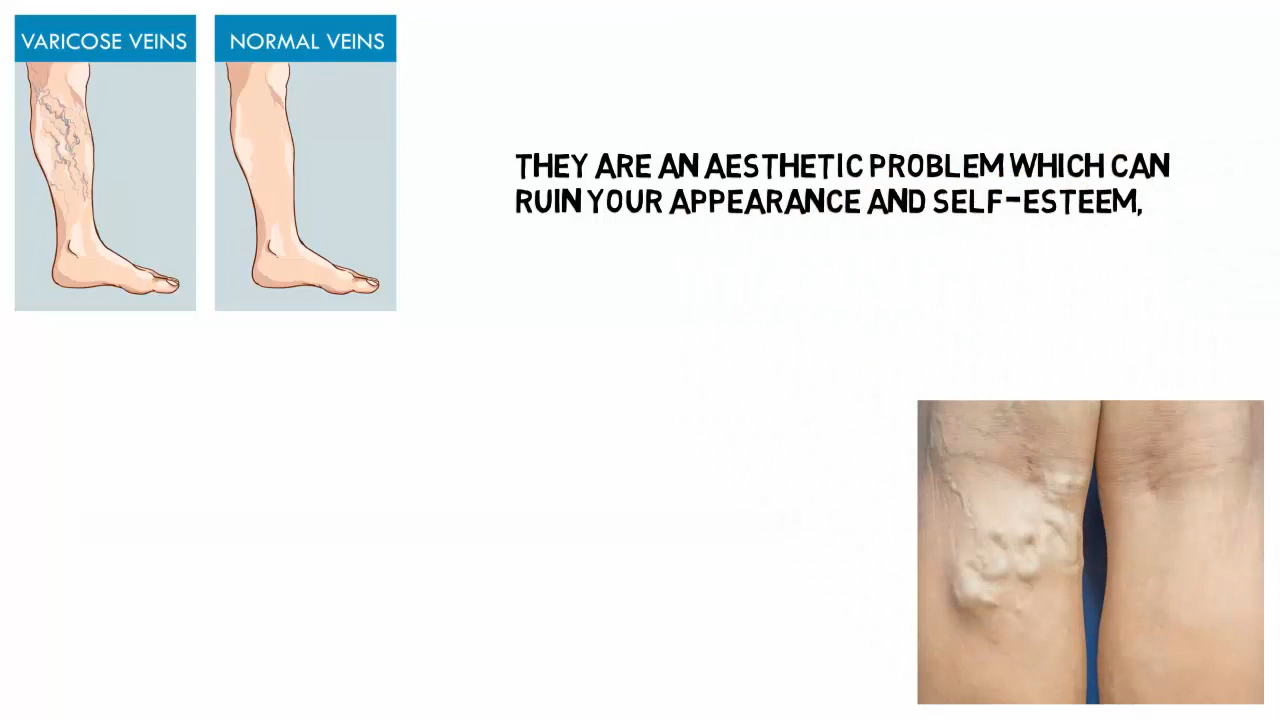 VARICOSE VEINS
NORMAL VEINS
THEY ARE AN AESTHETIC PROBLEM WHICH CAN
RUIN YOUR APPEARANCE AND SELF-ESTEEM,